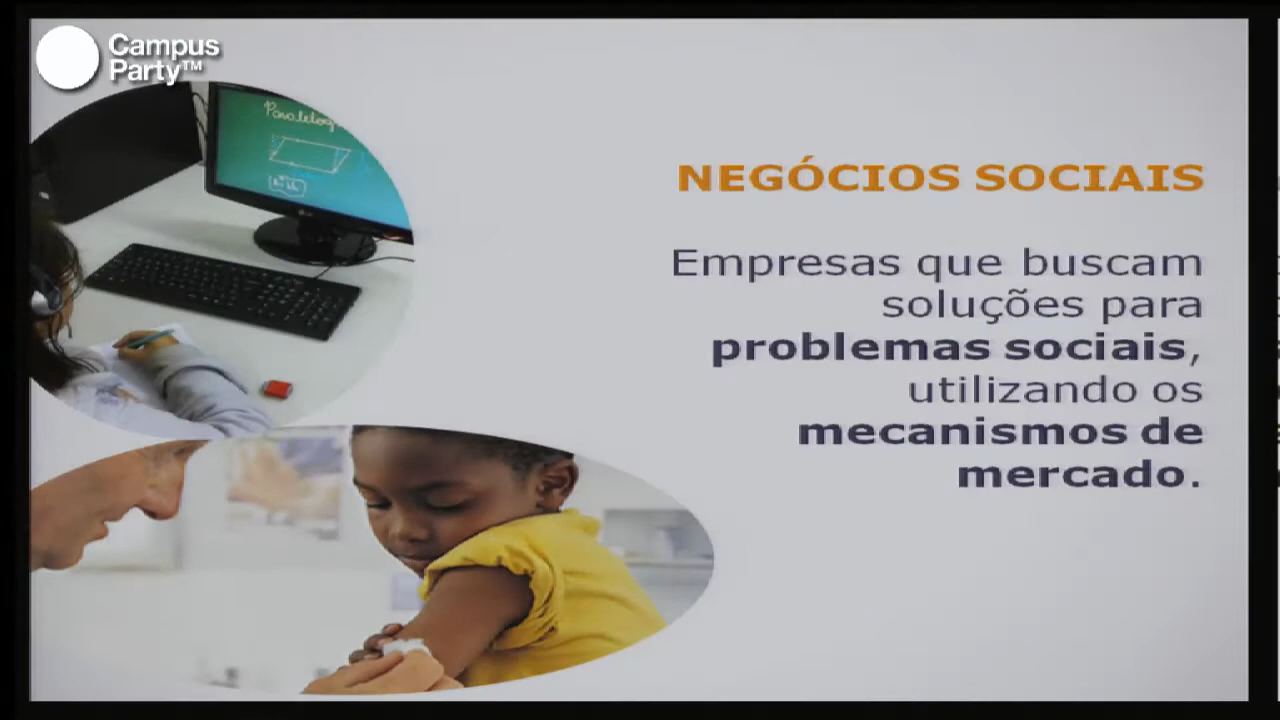 Campus
Party™
NEGÓCIOS SOCIAIS
Empresas que buscam
soluções para
problemas sociais,
utilizando os
mecanismos de
mercado.